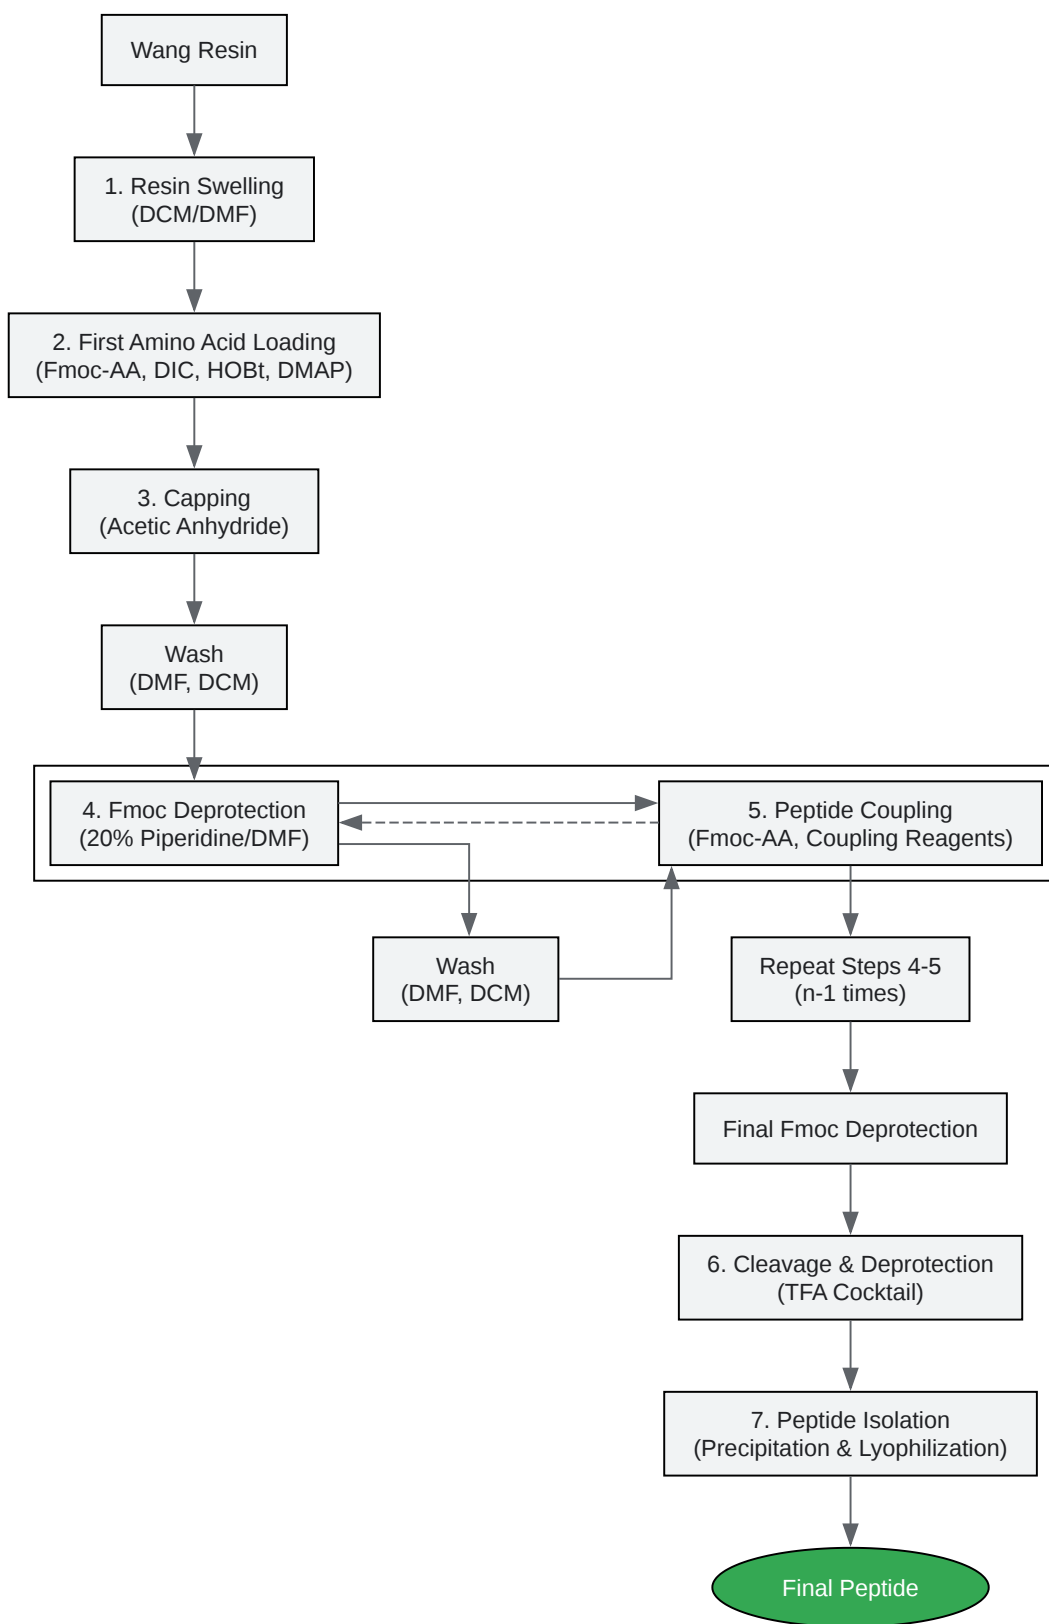 Wang Resin
1. Resin Swelling
(DCM/DMF)
2. First Amino Acid Loading
(Fmoc-AA, DIC, HOBt, DMAP)
3. Capping
(Acetic Anhydride)
Wash
(DMF, DCM)
4. Fmoc Deprotection
(20% Piperidine/DMF)
5. Peptide Coupling
(Fmoc-AA, Coupling Reagents)
Wash
(DMF, DCM)
Repeat Steps 4-5
(n-1 times)
Final Fmoc Deprotection
6. Cleavage & Deprotection
(TFA Cocktail)
7. Peptide Isolation
(Precipitation & Lyophilization)
Final Peptide